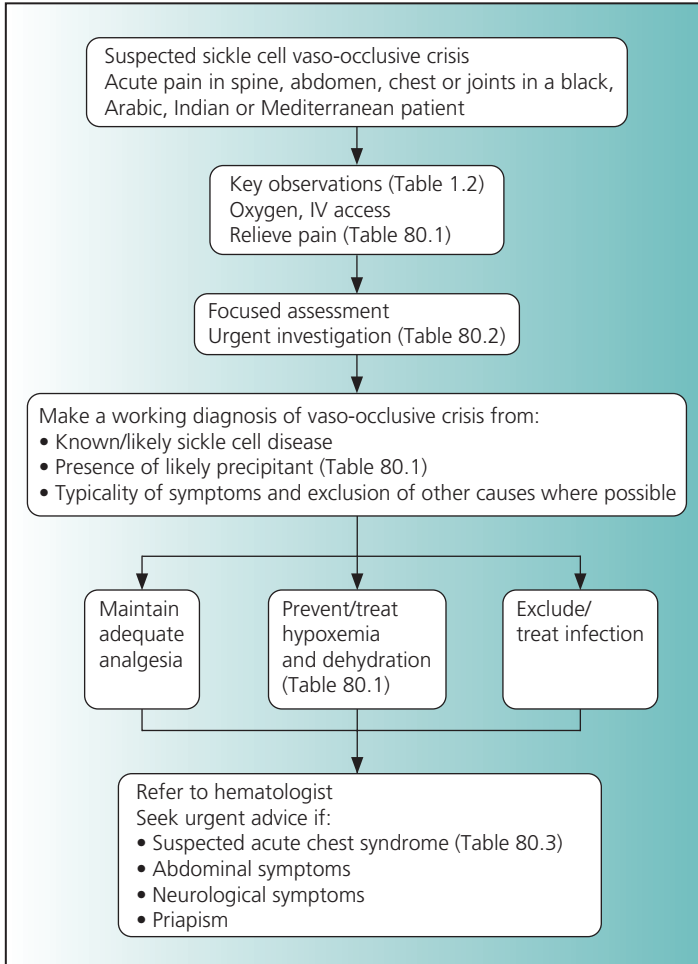 Suspected sickle cell vaso-occlusive crisis
Acute pain in spine, abdomen, chest or joints in a black,
Arabic, Indian or Mediterranean patient
Key observations (Table 1.2)
Oxygen, IV access
Relieve pain (Table 80.1)
Focused assessment
Urgent investigation (Table 80.2)
Make a working diagnosis of vaso-occlusive crisis from:
• Known/likely sickle cell disease
• Presence of likely precipitant (Table 80.1)
• Typicality of symptoms and exclusion of other causes where possible
Maintain
adequate
analgesia
Prevent/treat
hypoxemia
and dehydration
(Table 80.1)
Exclude/
treat infection
Refer to hematologist
Seek urgent advice if:
• Suspected acute chest syndrome (Table 80.3)
• Abdominal symptoms
• Neurological symptoms
• Priapism